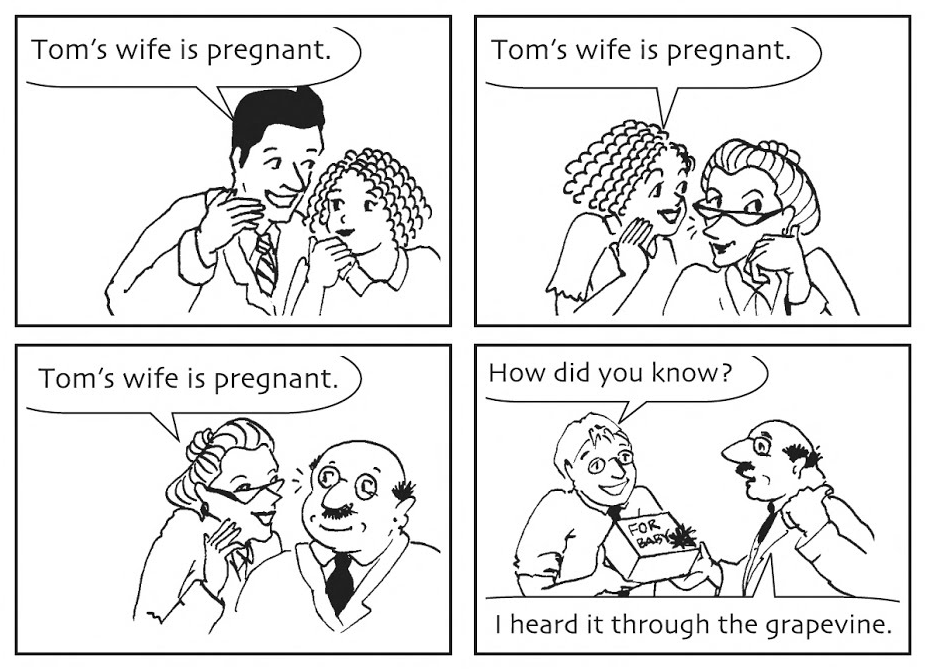 Tom's wife is pregnant.
Tom's wife is pregnant.
Tom's wife is pregnant.
How did you know?
FOR
BABY
I heard it through the grapevine.